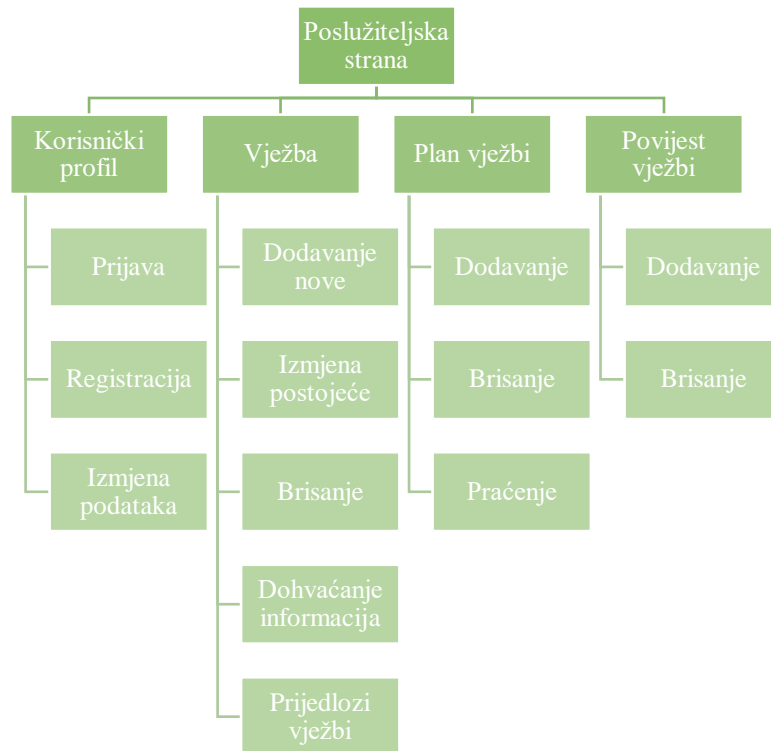 Poslužiteljska
strana
Korisnički
profil
Vježba
Plan vježbi
Povijest
vježbi
Prijava
Dodavanje
nove
Dodavanje
Dodavanje
Registracija
Izmjena
postojeće
Brisanje
Brisanje
Izmjena
podataka
Brisanje
Praćenje
Dohvaćanje
informacija
Prijedlozi
vježbi